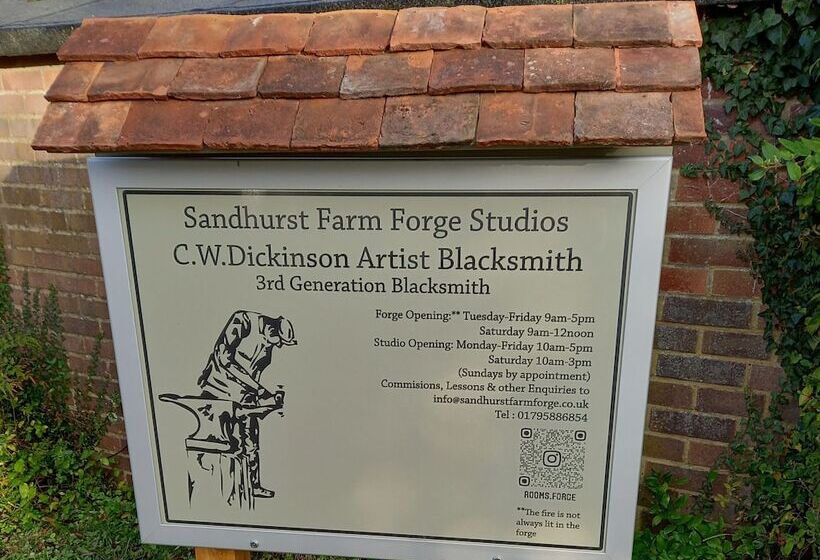 Sandhurst Farm Forge Studios
C.W.Dickinson Artist Blacksmith
3rd Generation Blacksmith
Forge Opening:** Tuesday-Friday 9am-5pm
Saturday 9am-12noon
Studio Opening: Monday-Friday 10am-5pm
Saturday 10am-3pm
(Sundays by appointment)
Commisions, Lessons & other Enquiries to
info@sandhurstfarmforge.co.uk
Tel : 01795886854
ROOMS.FORGE
**The fire is not
always lit in the
forge